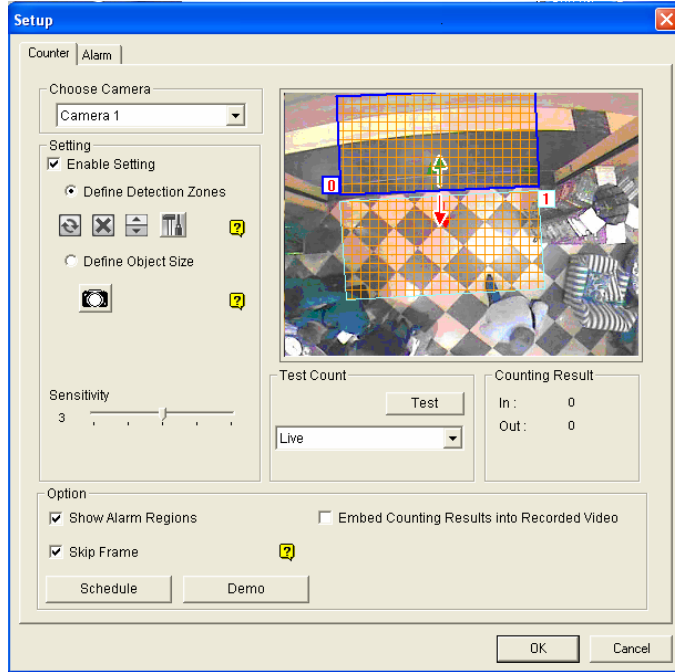 Setup
Counter
Alarm
Choose Camera
Camera 1
Setting
Enable Setting
Define Detection Zones
?
Define Object Size
?
Sensitivity
3
0
1
Test Count
Test
Live
Counting Result
In : 0
Out : 0
Option
Show Alarm Regions
Embed Counting Results into Recorded Video
Skip Frame
?
Schedule
Demo
OK
Cancel